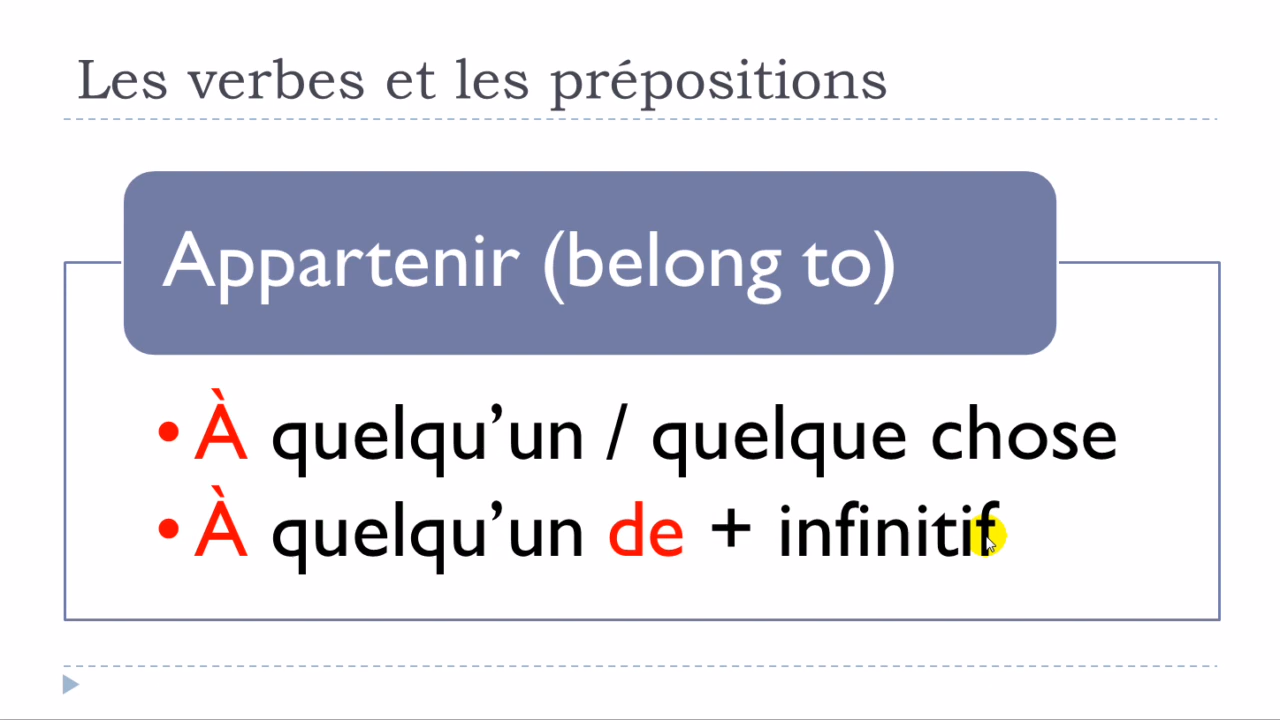 Les verbes et les prépositions
Appartenir (belong to)
•À quelqu’un / quelque chose
•À quelqu’un de + infinitif